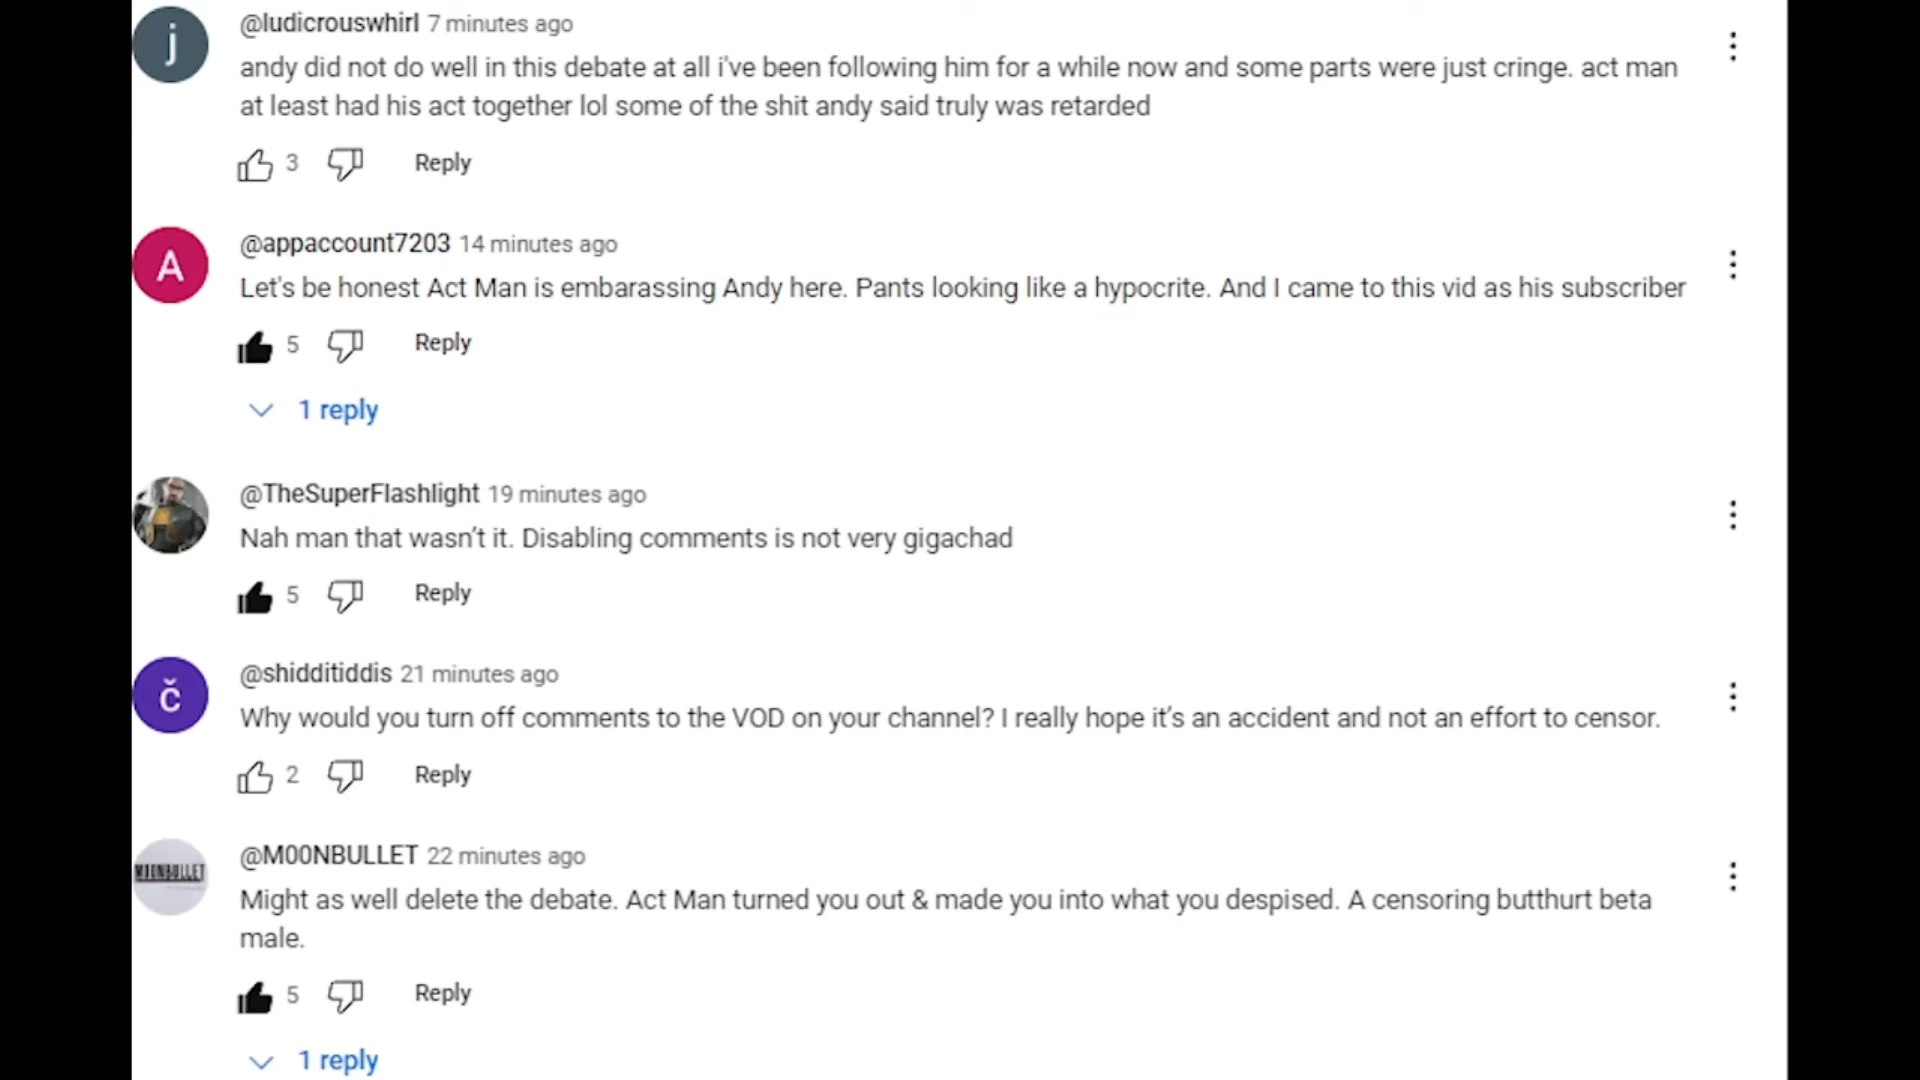 j
@ludicrouswhirl 7 minutes ago
andy did not do well in this debate at all i've been following him for a while now and some parts were just cringe. act man
at least had his act together lol some of the shit andy said truly was retarded
3 Reply
A
@appaccount7203 14 minutes ago
Let's be honest Act Man is embarassing Andy here. Pants looking like a hypocrite. And I came to this vid as his subscriber
5 Reply
1 reply
@TheSuperFlashlight 19 minutes ago
Nah man that wasn't it. Disabling comments is not very gigachad
5 Reply
č
@shidditiddis 21 minutes ago
Why would you turn off comments to the VOD on your channel? I really hope it's an accident and not an effort to censor.
2 Reply
MOONBULLET
@M00NBULLET 22 minutes ago
Might as well delete the debate. Act Man turned you out & made you into what you despised. A censoring butthurt beta
male.
5 Reply
1 reply